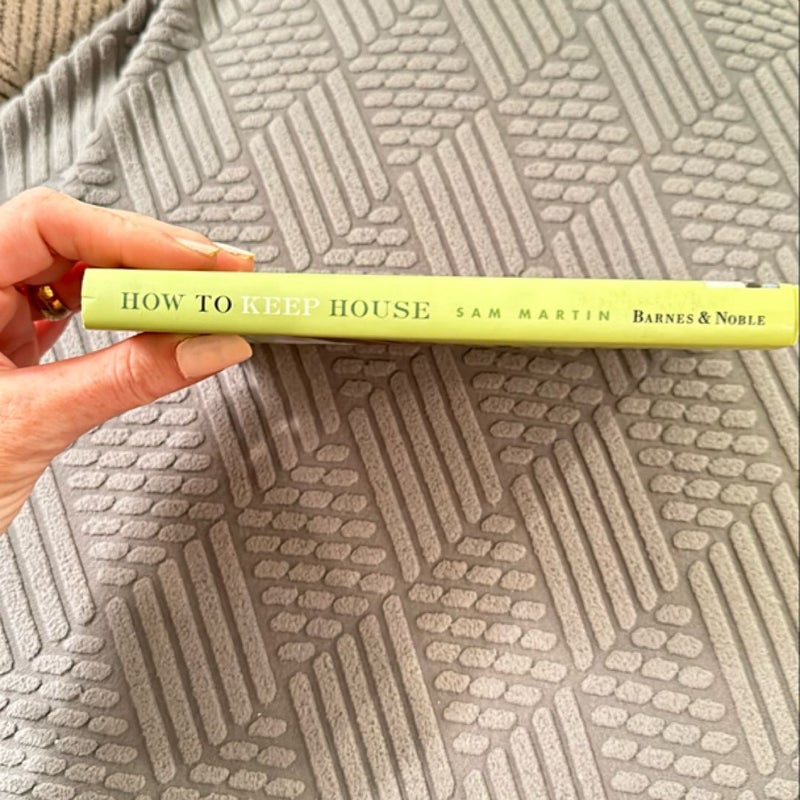 HOW TO KEEP HOUSE SAM MARTIN BARNES & NOBLE